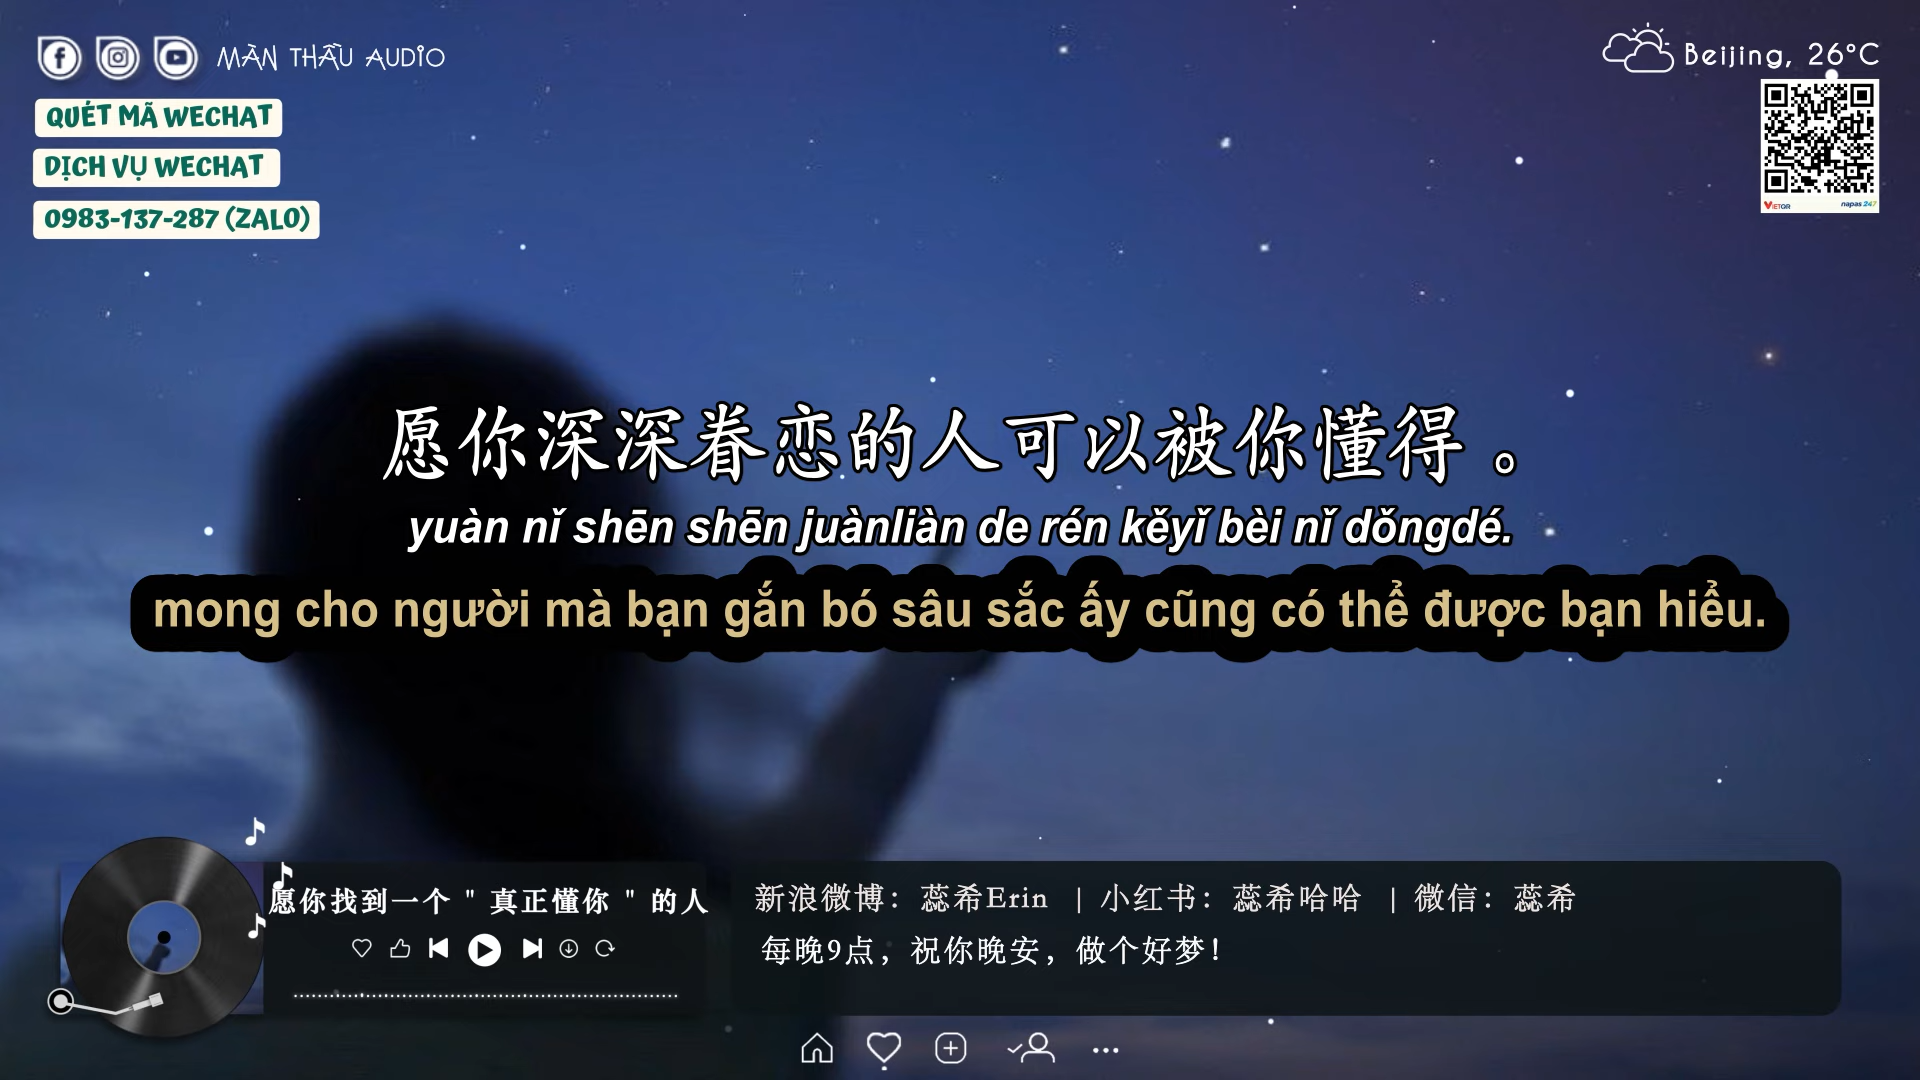 MÀN THẦU AUDIO
Beijing, 26°C
QUÉT MÃ WECHAT
DỊCH VỤ WECHAT
0983-137-287 (ZALO)
VIETQR napas 247
愿你深深眷恋的人可以被你懂得 。
yuàn nǐ shēn shēn juànliàn de rén kěyǐ bèi nǐ dǒngdé.
mong cho người mà bạn gắn bó sâu sắc ấy cũng có thể được bạn hiểu.
愿你找到一个 " 真正懂你 " 的人
新浪微博：蕊希Erin | 小红书：蕊希哈哈 | 微信：蕊希
每晚9点，祝你晚安，做个好梦！